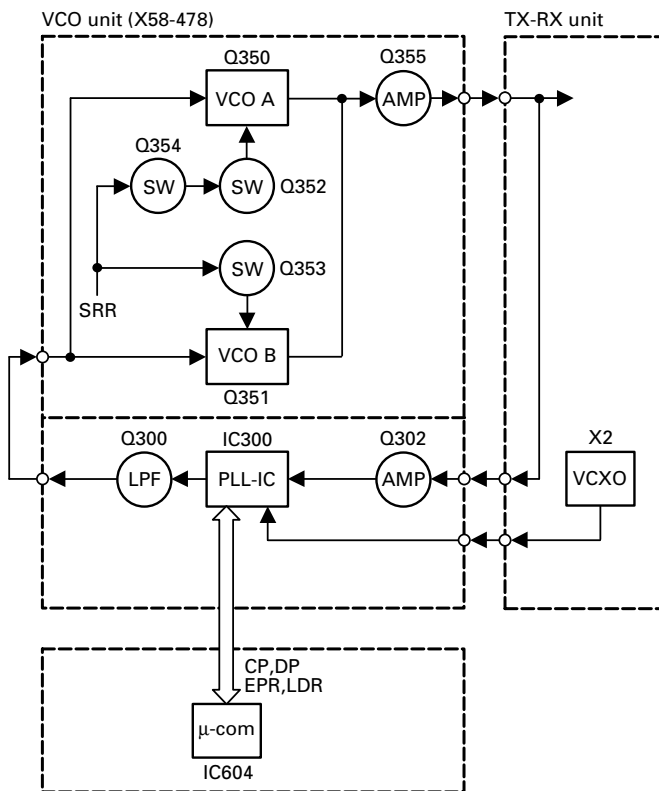 VCO unit (X58-478)
TX-RX unit
Q350
Q355
VCO A
AMP
Q354
SW
SW
Q352
SW
Q353
SRR
VCO B
Q351
Q300
IC300
Q302
X2
LPF
PLL-IC
AMP
VCXO
CP,DP
EPR,LDR
µ-com
IC604